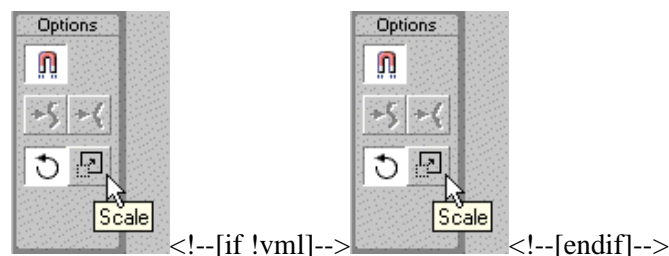 Options Options
Scale Scale
<!--[if !vml]--> <!--[endif]-->